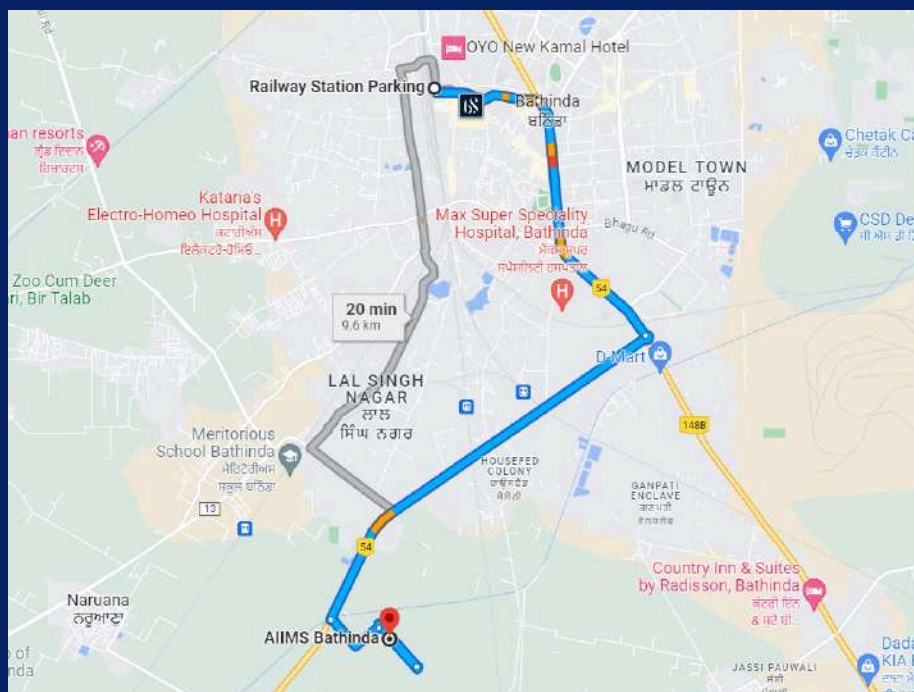 OYO New Kamal Hotel
Railway Station Parking
Bathinda
ਬਠਿੰਡਾ
an resorts
MODEL TOWN
ਮਾਡਲ ਟਾਊਨ
Chetak Ca
Kataria's
Electro-Homeo Hospital
Max Super Speciality
Hospital, Bathinda
Bhagu Rd
CSD De
Zoo Cum Deer
ri, Bir Talab
54
20 min
9.6 km
D-Mart
LAL SINGH
NAGAR
ਲਾਲ
ਸਿੰਘ ਨਗਰ
148B
Meritorious
School Bathinda
HOUSEFED
COLONY
GANPATI
ENCLAVE
13
54
Country Inn & Suites
by Radisson, Bathinda
Naruana
ਨਰੂਆਣਾ
AIIMS Bathinda
JASSI PAUWALI
Dada
KIA